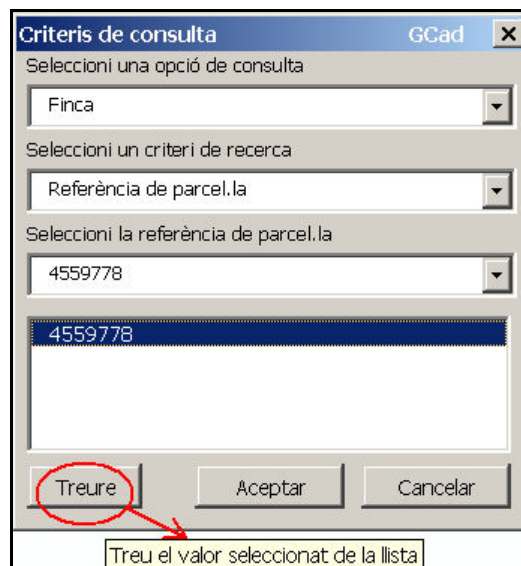 Criteris de consulta GCad
Seleccioni una opció de consulta
Finca
Seleccioni un criteri de recerca
Referència de parcel.la
Seleccioni la referència de parcel.la
4559778
4559778
Treure Aceptar Cancelar
Treu el valor seleccionat de la llista